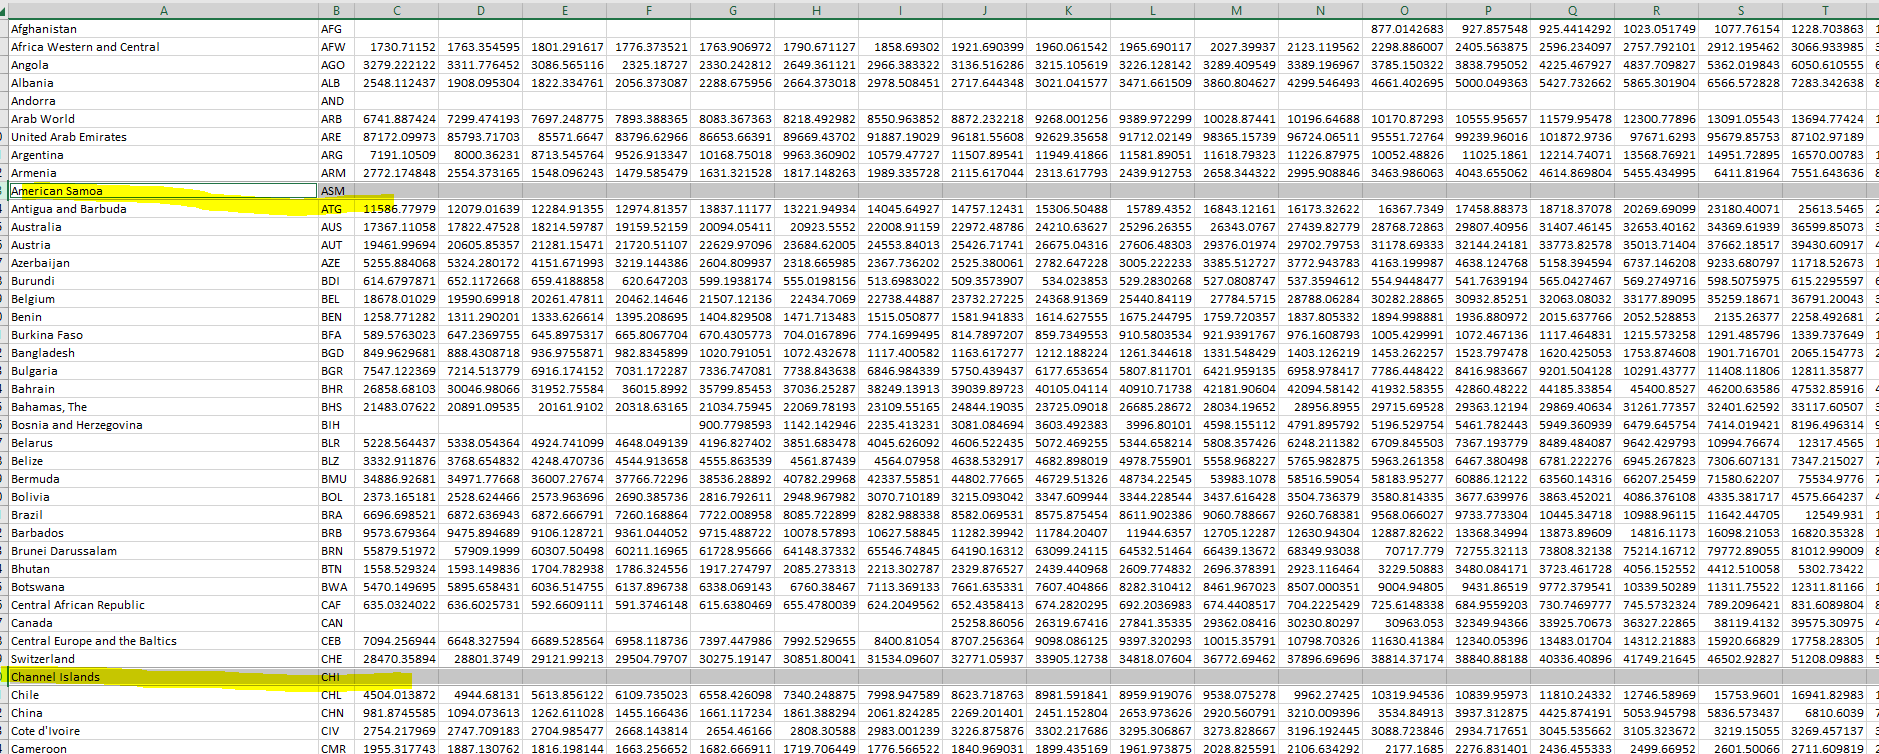 A B C D E F G H I J K L M N O P Q R S T
Afghanistan AFG 877.0142683 927.857548 925.4414292 1023.051749 1077.76154 1228.703863
Africa Western and Central AFW 1730.71152 1763.354595 1801.291617 1776.373521 1763.906972 1790.671127 1858.69302 1921.690399 1960.061542 1965.690117 2027.39937 2123.119562 2298.886007 2405.563875 2596.234097 2757.792101 2912.195462 3066.933985
Angola AGO 3279.222122 3311.776452 3086.565116 2325.18727 2330.242812 2649.361121 2966.383322 3136.516286 3215.105619 3226.128142 3289.409549 3389.196967 3785.150322 3838.795052 4225.467927 4837.709827 5362.019843 6050.610555
Albania ALB 2548.112437 1908.095304 1822.334761 2056.373087 2288.675956 2664.373018 2978.508451 2717.644348 3021.041577 3471.661509 3860.804627 4299.546493 4661.402695 5000.049363 5427.732662 5865.301904 6566.572828 7283.342638
Andorra AND
Arab World ARB 6741.887424 7299.474193 7697.248775 7893.388365 8083.367363 8218.492982 8550.963852 8872.232218 9268.001256 9389.972299 10028.87441 10196.64688 10170.87293 10555.95657 11579.95478 12300.77896 13091.05543 13694.77424
United Arab Emirates ARE 87172.09973 85793.71703 85571.6647 83796.62966 86653.66391 89669.43702 91887.19029 96181.55608 92629.35658 91712.02149 98365.15739 96724.06511 95551.72764 99239.96016 101872.9736 97671.6293 95679.85753 87102.97189
Argentina ARG 7191.10509 8000.36231 8713.545764 9526.913347 10168.75018 9963.360902 10579.47727 11507.89541 11949.41866 11581.89051 11618.79323 11226.87975 10052.48826 11025.1861 12214.74071 13568.76921 14951.72895 16570.00783
Armenia ARM 2772.174848 2554.373165 1548.096243 1479.585479 1631.321528 1817.148263 1989.335728 2115.617044 2313.617793 2439.912753 2658.344322 2995.908846 3463.986063 4043.655062 4614.869804 5455.434995 6411.81964 7551.643636
American Samoa ASM
Antigua and Barbuda ATG 11586.77979 12079.01639 12284.91355 12974.81357 13837.11177 13221.94934 14045.64927 14757.12431 15306.50488 15789.4352 16843.12161 16173.32622 16367.7349 17458.88373 18718.37078 20269.69099 23180.40071 25613.5465
Australia AUS 17367.11058 17822.47528 18214.59787 19159.52159 20094.05411 20923.5552 22008.91159 22972.48786 24210.63627 25296.26355 26343.0767 27439.82779 28768.72863 29807.40956 31407.46145 32653.40162 34369.61939 36599.85073
Austria AUT 19461.99694 20605.85357 21281.15471 21720.51107 22629.97096 23684.62005 24553.84013 25426.71741 26675.04316 27606.48303 29376.01974 29702.79753 31178.69333 32144.24181 33773.82578 35013.71404 37662.18517 39430.60917
Azerbaijan AZE 5255.884068 5324.280172 4151.671993 3219.144386 2604.809937 2318.665985 2367.736202 2525.380061 2782.647228 3005.222233 3385.512727 3772.943783 4163.199987 4638.124768 5158.394594 6737.146208 9233.680797 11718.52673
Burundi BDI 614.6797871 652.1172668 659.4188858 620.647203 599.1938174 555.0198156 513.6983022 509.3573907 534.023853 529.2830268 527.0808747 537.3594612 554.9448477 541.7639194 565.0427467 569.2749716 598.5075975 615.2295597
Belgium BEL 18678.01029 19590.69918 20261.47811 20462.14646 21507.12136 22434.7069 22738.44887 23732.27225 24368.91369 25440.84119 27784.5715 28788.06284 30282.28865 30932.85251 32063.08032 33177.89095 35259.18671 36791.20043
Benin BEN 1258.771282 1311.290201 1333.626614 1395.208695 1404.829508 1471.713483 1515.050877 1581.941833 1614.627555 1675.244795 1759.720357 1837.805332 1894.998881 1936.880972 2015.637766 2052.528853 2135.26377 2258.492681
Burkina Faso BFA 589.5763023 647.2369755 645.8975317 665.8067704 670.4305773 704.0167896 774.1699495 814.7897207 859.7349553 910.5803534 921.9391767 976.1608793 1005.429991 1072.467136 1117.464831 1215.573258 1291.485796 1339.737649
Bangladesh BGD 849.9629681 888.4308718 936.9755871 982.8345899 1020.791051 1072.432678 1117.400582 1163.617277 1212.188224 1261.344618 1331.548429 1403.126219 1453.262257 1523.797478 1620.425053 1753.874608 1901.716701 2065.154773
Bulgaria BGR 7547.122369 7214.513779 6916.174152 7031.172287 7336.747081 7738.843638 6846.984339 5750.439437 6177.653654 5807.811701 6421.959135 6958.978417 7786.448422 8416.983667 9201.504128 10291.43777 11408.11806 12811.35877
Bahrain BHR 26858.68103 30046.98066 31952.75584 36015.8992 35799.85453 37036.25287 38249.13913 39039.89723 40105.04114 40910.71738 42181.90604 42094.58142 41932.58355 42860.48222 44185.33854 45400.8527 46200.63586 47532.85916
Bahamas, The BHS 21483.07622 20891.09535 20161.9102 20318.63165 21034.75945 22069.78193 23109.55165 24844.19035 23725.09018 26685.28672 28034.19652 28956.8955 29715.69528 29363.12194 29869.40634 31261.77357 32401.62592 33117.60507
Bosnia and Herzegovina BIH 900.7798593 1142.142946 2235.413231 3081.084694 3603.492383 3996.80101 4598.155112 4791.895792 5196.529754 5461.782443 5949.360939 6479.645754 7414.019421 8196.496314
Belarus BLR 5228.564437 5338.054364 4924.741099 4648.049139 4196.827402 3851.683478 4045.626092 4606.522435 5072.469255 5344.658214 5808.357426 6248.211382 6709.845503 7367.193779 8489.484087 9642.429793 10994.76674 12317.4565
Belize BLZ 3332.911876 3768.654832 4248.470736 4544.913658 4555.863539 4561.87439 4564.07958 4638.532917 4682.898019 4978.755901 5558.968227 5765.982875 5963.261358 6467.380498 6781.222276 6945.267823 7306.607131 7347.215027
Bermuda BMU 34886.92681 34971.77668 36007.27674 37766.72296 38536.28892 40782.29968 42337.55851 44802.77665 46729.51326 48734.22545 53983.1078 58516.59054 58183.95277 60886.12122 63560.14316 66207.25459 71580.62207 75534.9776
Bolivia BOL 2373.165181 2528.624466 2573.963696 2690.385736 2816.792611 2948.967982 3070.710189 3215.093042 3347.609944 3344.228544 3437.616428 3504.736379 3580.814335 3677.639976 3863.452021 4086.376108 4335.381717 4575.664237
Brazil BRA 6696.698521 6872.636943 6872.666791 7260.168864 7722.008958 8085.722899 8282.988338 8582.069531 8575.875454 8611.902386 9060.788667 9260.768381 9568.066027 9733.773304 10445.34718 10988.96115 11642.44705 12549.931
Barbados BRB 9573.679364 9475.894689 9106.128721 9361.044052 9715.488722 10078.57893 10627.58845 11282.39942 11784.20407 11944.6357 12705.12287 12630.94304 12887.82622 13368.34994 13873.89609 14816.1173 16098.21053 16820.35328
Brunei Darussalam BRN 55879.51972 57909.1999 60307.50498 60211.16965 61728.95666 64148.37332 65546.74845 64190.16312 63099.24115 64532.51464 66439.13672 68349.93038 70717.779 72755.32113 73808.32138 75214.16712 79772.89055 81012.99009
Bhutan BTN 1558.529324 1593.149836 1704.782938 1786.324556 1917.274797 2085.273313 2213.302787 2329.876527 2439.440968 2609.774832 2696.378391 2923.116464 3229.50883 3480.084171 3723.461728 4056.152552 4412.510058 5302.73422
Botswana BWA 5470.149695 5895.658431 6036.514755 6137.896738 6338.069143 6760.38467 7113.369133 7661.635331 7607.404866 8282.310412 8461.967023 8507.000351 9004.94805 9431.86519 9772.379541 10339.50289 11311.75522 12311.81166
Central African Republic CAF 635.0324022 636.6025731 592.6609111 591.3746148 615.6380469 655.4780039 624.2049562 652.4358413 674.2820295 692.2036983 674.4408517 704.2225429 725.6148338 684.9559203 730.7469777 745.5732324 789.2096421 831.6089804
Canada CAN 25258.86056 26319.67416 27841.35335 29362.08416 30230.80297 30963.053 32349.94366 33925.70673 36327.22865 38119.4132 39575.30975
Central Europe and the Baltics CEB 7094.256944 6648.327594 6689.528564 6958.118736 7397.447986 7992.529655 8400.81054 8707.256364 9098.086125 9397.320293 10015.35791 10798.70326 11630.41384 12340.05396 13483.01704 14312.21883 15920.66829 17758.28305
Switzerland CHE 28470.35894 28801.3749 29121.99213 29504.79707 30275.19147 30851.80041 31534.09607 32771.05937 33905.12738 34818.07604 36772.69462 37896.69696 38814.37174 38840.88188 40336.40896 41749.21645 46502.92827 51208.09883
Channel Islands CHI
Chile CHL 4504.013872 4944.68131 5613.856122 6109.735023 6558.426098 7340.248875 7998.947589 8623.718763 8981.591841 8959.919076 9538.075278 9962.27425 10319.94536 10839.95973 11810.24332 12746.58969 15753.9601 16941.82983
China CHN 981.8745585 1094.073613 1262.611028 1455.166436 1661.117234 1861.388294 2061.824285 2269.201401 2451.152804 2653.973626 2920.560791 3210.009396 3534.84913 3937.312875 4425.874191 5053.945798 5836.573437 6810.6039
Cote d'Ivoire CIV 2754.217969 2747.709183 2704.985477 2668.143814 2654.46166 2808.30588 2983.001239 3226.875876 3302.217686 3295.306867 3273.828667 3196.192445 3088.723846 2934.717651 3045.535662 3105.323672 3219.15055 3269.457137
Cameroon CMR 1955.317743 1887.130762 1816.198144 1663.256652 1682.666911 1719.706449 1776.566522 1840.969031 1899.435169 1961.973875 2028.825591 2106.634292 2177.1685 2276.831401 2436.455333 2499.66952 2601.50066 2711.609819